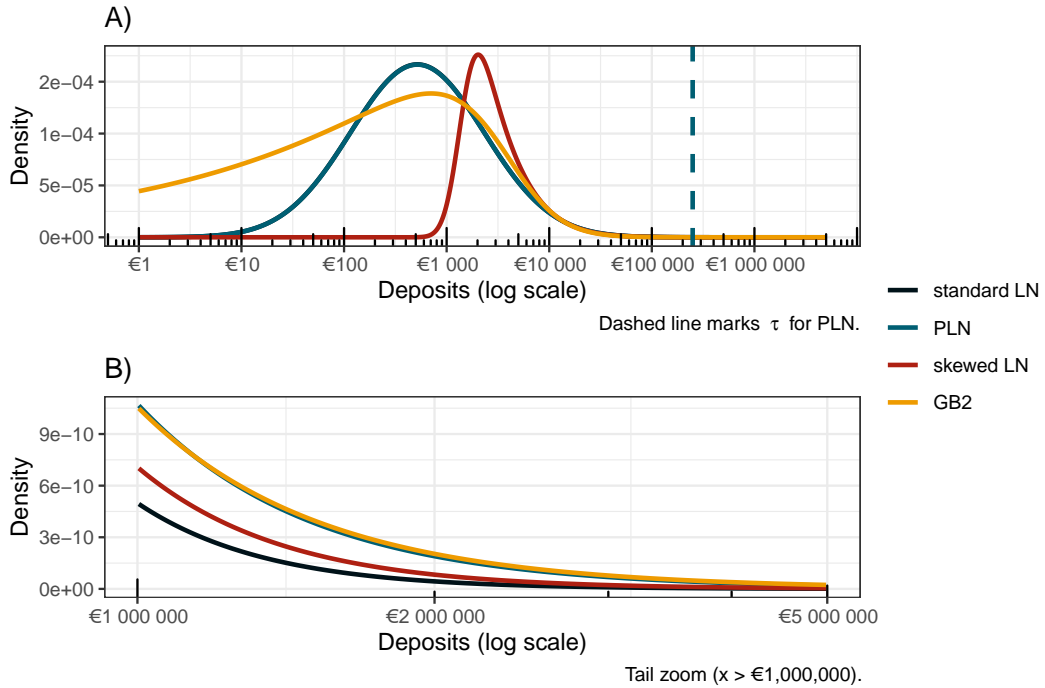 A)
Density
2e−04
1e−04
5e−05
0e+00
€1
€10
€100
€1 000
€10 000
€100 000
€1 000 000
Deposits (log scale)
Dashed line marks τ for PLN.
standard LN
PLN
skewed LN
GB2
B)
Density
9e−10
6e−10
3e−10
0e+00
€1 000 000
€2 000 000
€5 000 000
Deposits (log scale)
Tail zoom (x > €1,000,000).